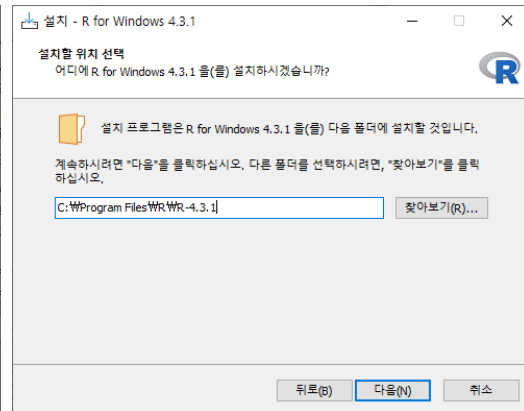 설치 - R for Windows 4.3.1
설치할 위치 선택
어디에 R for Windows 4.3.1 을(를) 설치하시겠습니까?
R
설치 프로그램은 R for Windows 4.3.1 을(를) 다음 폴더에 설치할 것입니다.
계속하시려면 "다음"을 클릭하십시오. 다른 폴더를 선택하시려면, "찾아보기"를 클릭
하십시오.
C:₩Program Files₩R₩R-4.3.1
찾아보기(R)...
뒤로(B) 다음(N) 취소